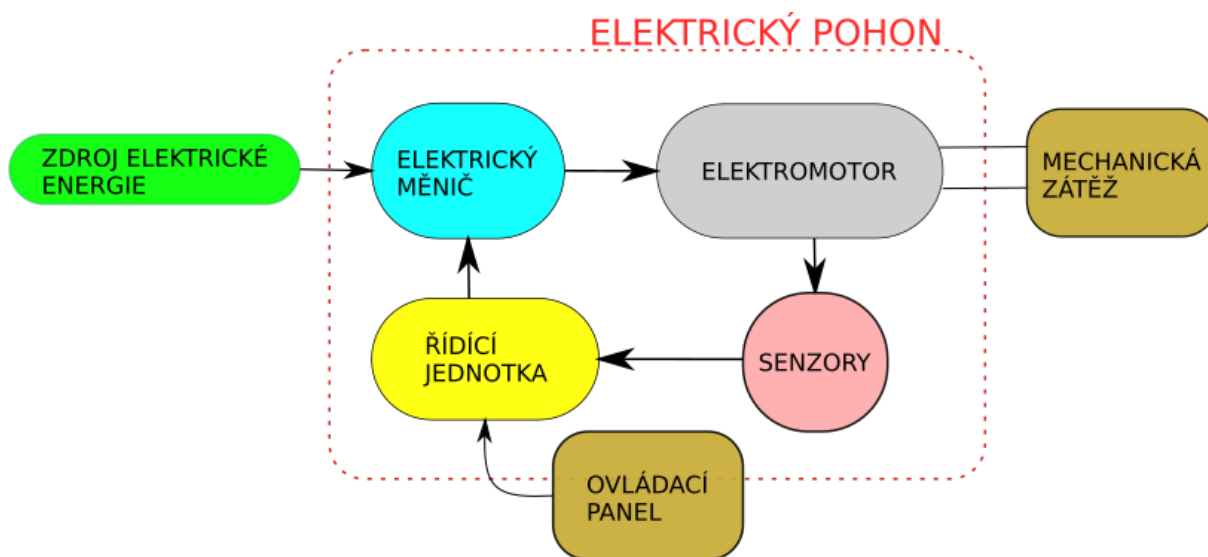 ELEKTRICKÝ POHON
ZDROJ ELEKTRICKÉ
ENERGIE
ELEKTRICKÝ
MĚNIČ
ELEKTROMOTOR
MECHANICKÁ
ZÁTĚŽ
ŘÍDÍCÍ
JEDNOTKA
SENZORY
OVLÁDACÍ
PANEL